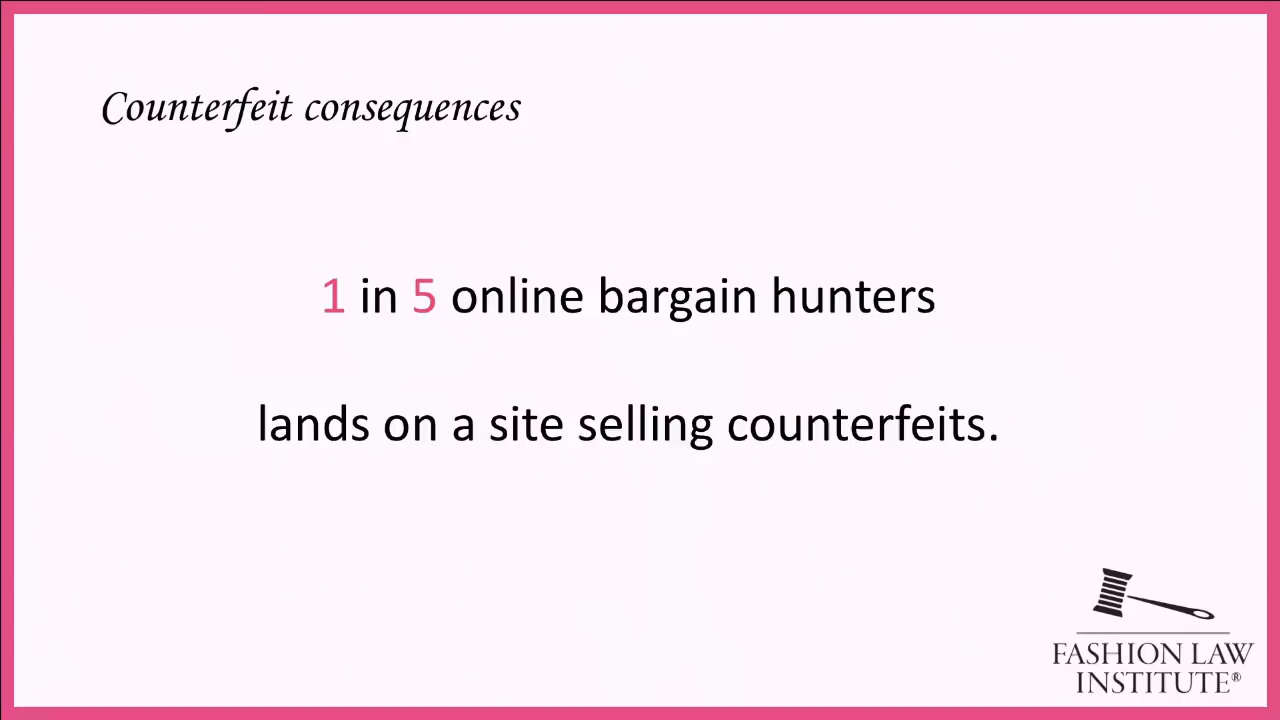 Counterfeit consequences
1 in 5 online bargain hunters
lands on a site selling counterfeits.
FASHION LAW
INSTITUTE®